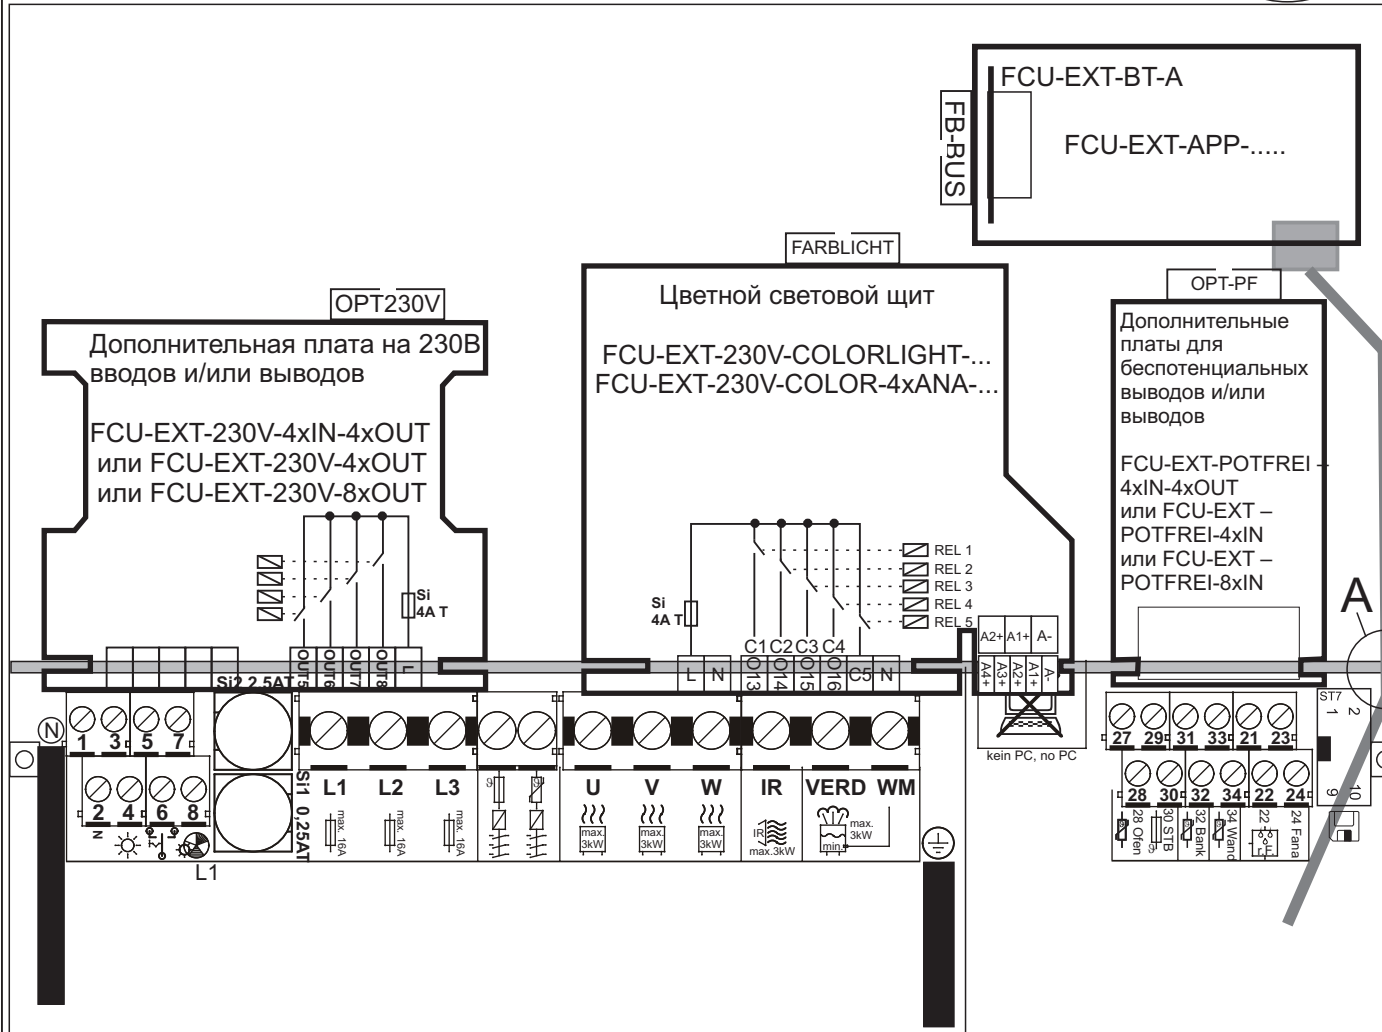 FCU-EXT-BT-A
FCU-EXT-APP-.....
FB-BUS
FARBLICHT
Цветной световой щит
FCU-EXT-230V-COLORLIGHT-...
FCU-EXT-230V-COLOR-4xANA-...
OPT230V
Дополнительная плата на 230В
вводов и/или выводов
FCU-EXT-230V-4xIN-4xOUT
или FCU-EXT-230V-4xOUT
или FCU-EXT-230V-8xOUT
OPT-PF
Дополнительные
платы для
беспотенциальных
выводов и/или
выводов
FCU-EXT-POTFREI –
4xIN-4xOUT
или FCU-EXT –
POTFREI-4xIN
или FCU-EXT –
POTFREI-8xIN
A
Si
4A T
Si
4A T
REL 1
REL 2
REL 3
REL 4
REL 5
C1 C2 C3 C4
OUT5 OUT6 OUT7 OUT8 L
L N O13 O14 O15 O16 C5 N
A2+ A1+ A-
A4+ A3+ A2+ A1+ A-
kein PC, no PC
Si2 2,5AT
Si1 0,25AT
N
1 3 5 7
2 4 6 8
N
L1
L1 L2 L3
max. 16A
max. 16A
max. 16A
U V W IR VERD WM
max.
3kW
max.
3kW
max.
3kW
IR
max.3kW
max.
3kW
min.
27 29 31 33 21 23
28 30 32 34 22 24
28 Ofen
30 STB
32 Bank
34 Wand
22
24 Fana
ST7
1 2
9 10